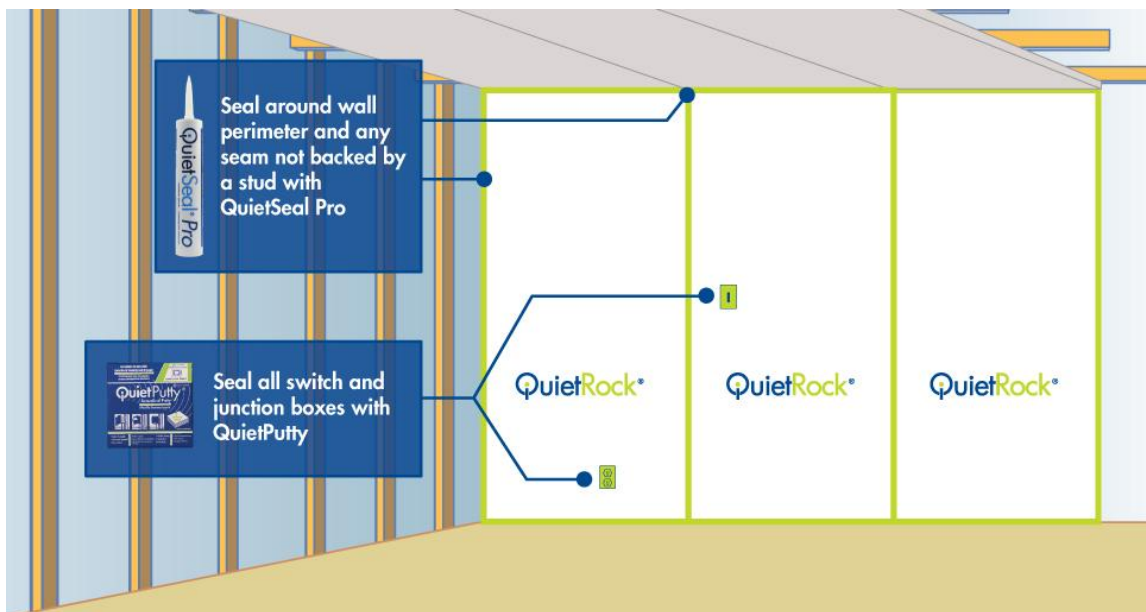 QuietSeal® Pro
Seal around wall
perimeter and any
seam not backed by
a stud with
QuietSeal Pro
QuietPutty®
Seal all switch and
junction boxes with
QuietPutty
QuietRock®
QuietRock®
QuietRock®